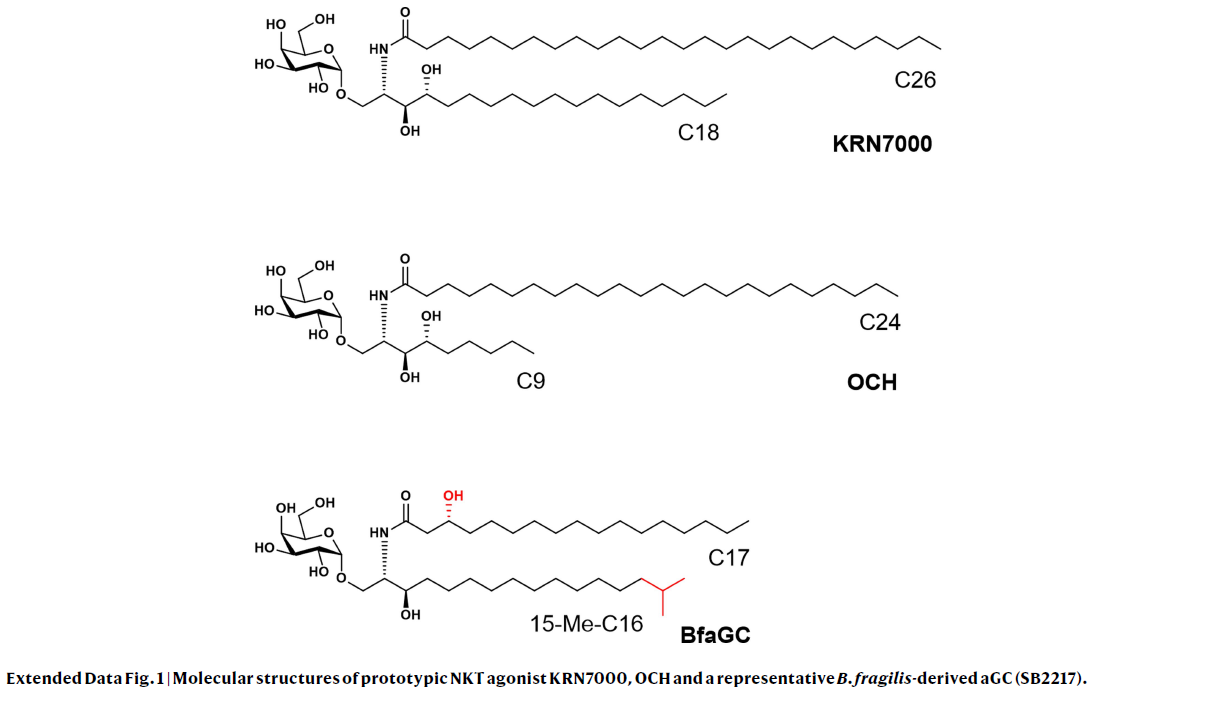 HO
OH
O
HO
HN
O
HO
O
OH
OH
C26
C18
KRN7000
HO
OH
O
HO
HN
O
HO
O
OH
OH
C24
C9
OCH
OH
OH
O
HO
HN
O
HO
O
OH
OH
C17
15-Me-C16
BfaGC
Extended Data Fig. 1 | Molecular structures of prototypic NKT agonist KRN7000, OCH and a representative B. fragilis-derived aGC (SB2217).